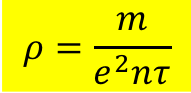 ρ = m / e²nτ